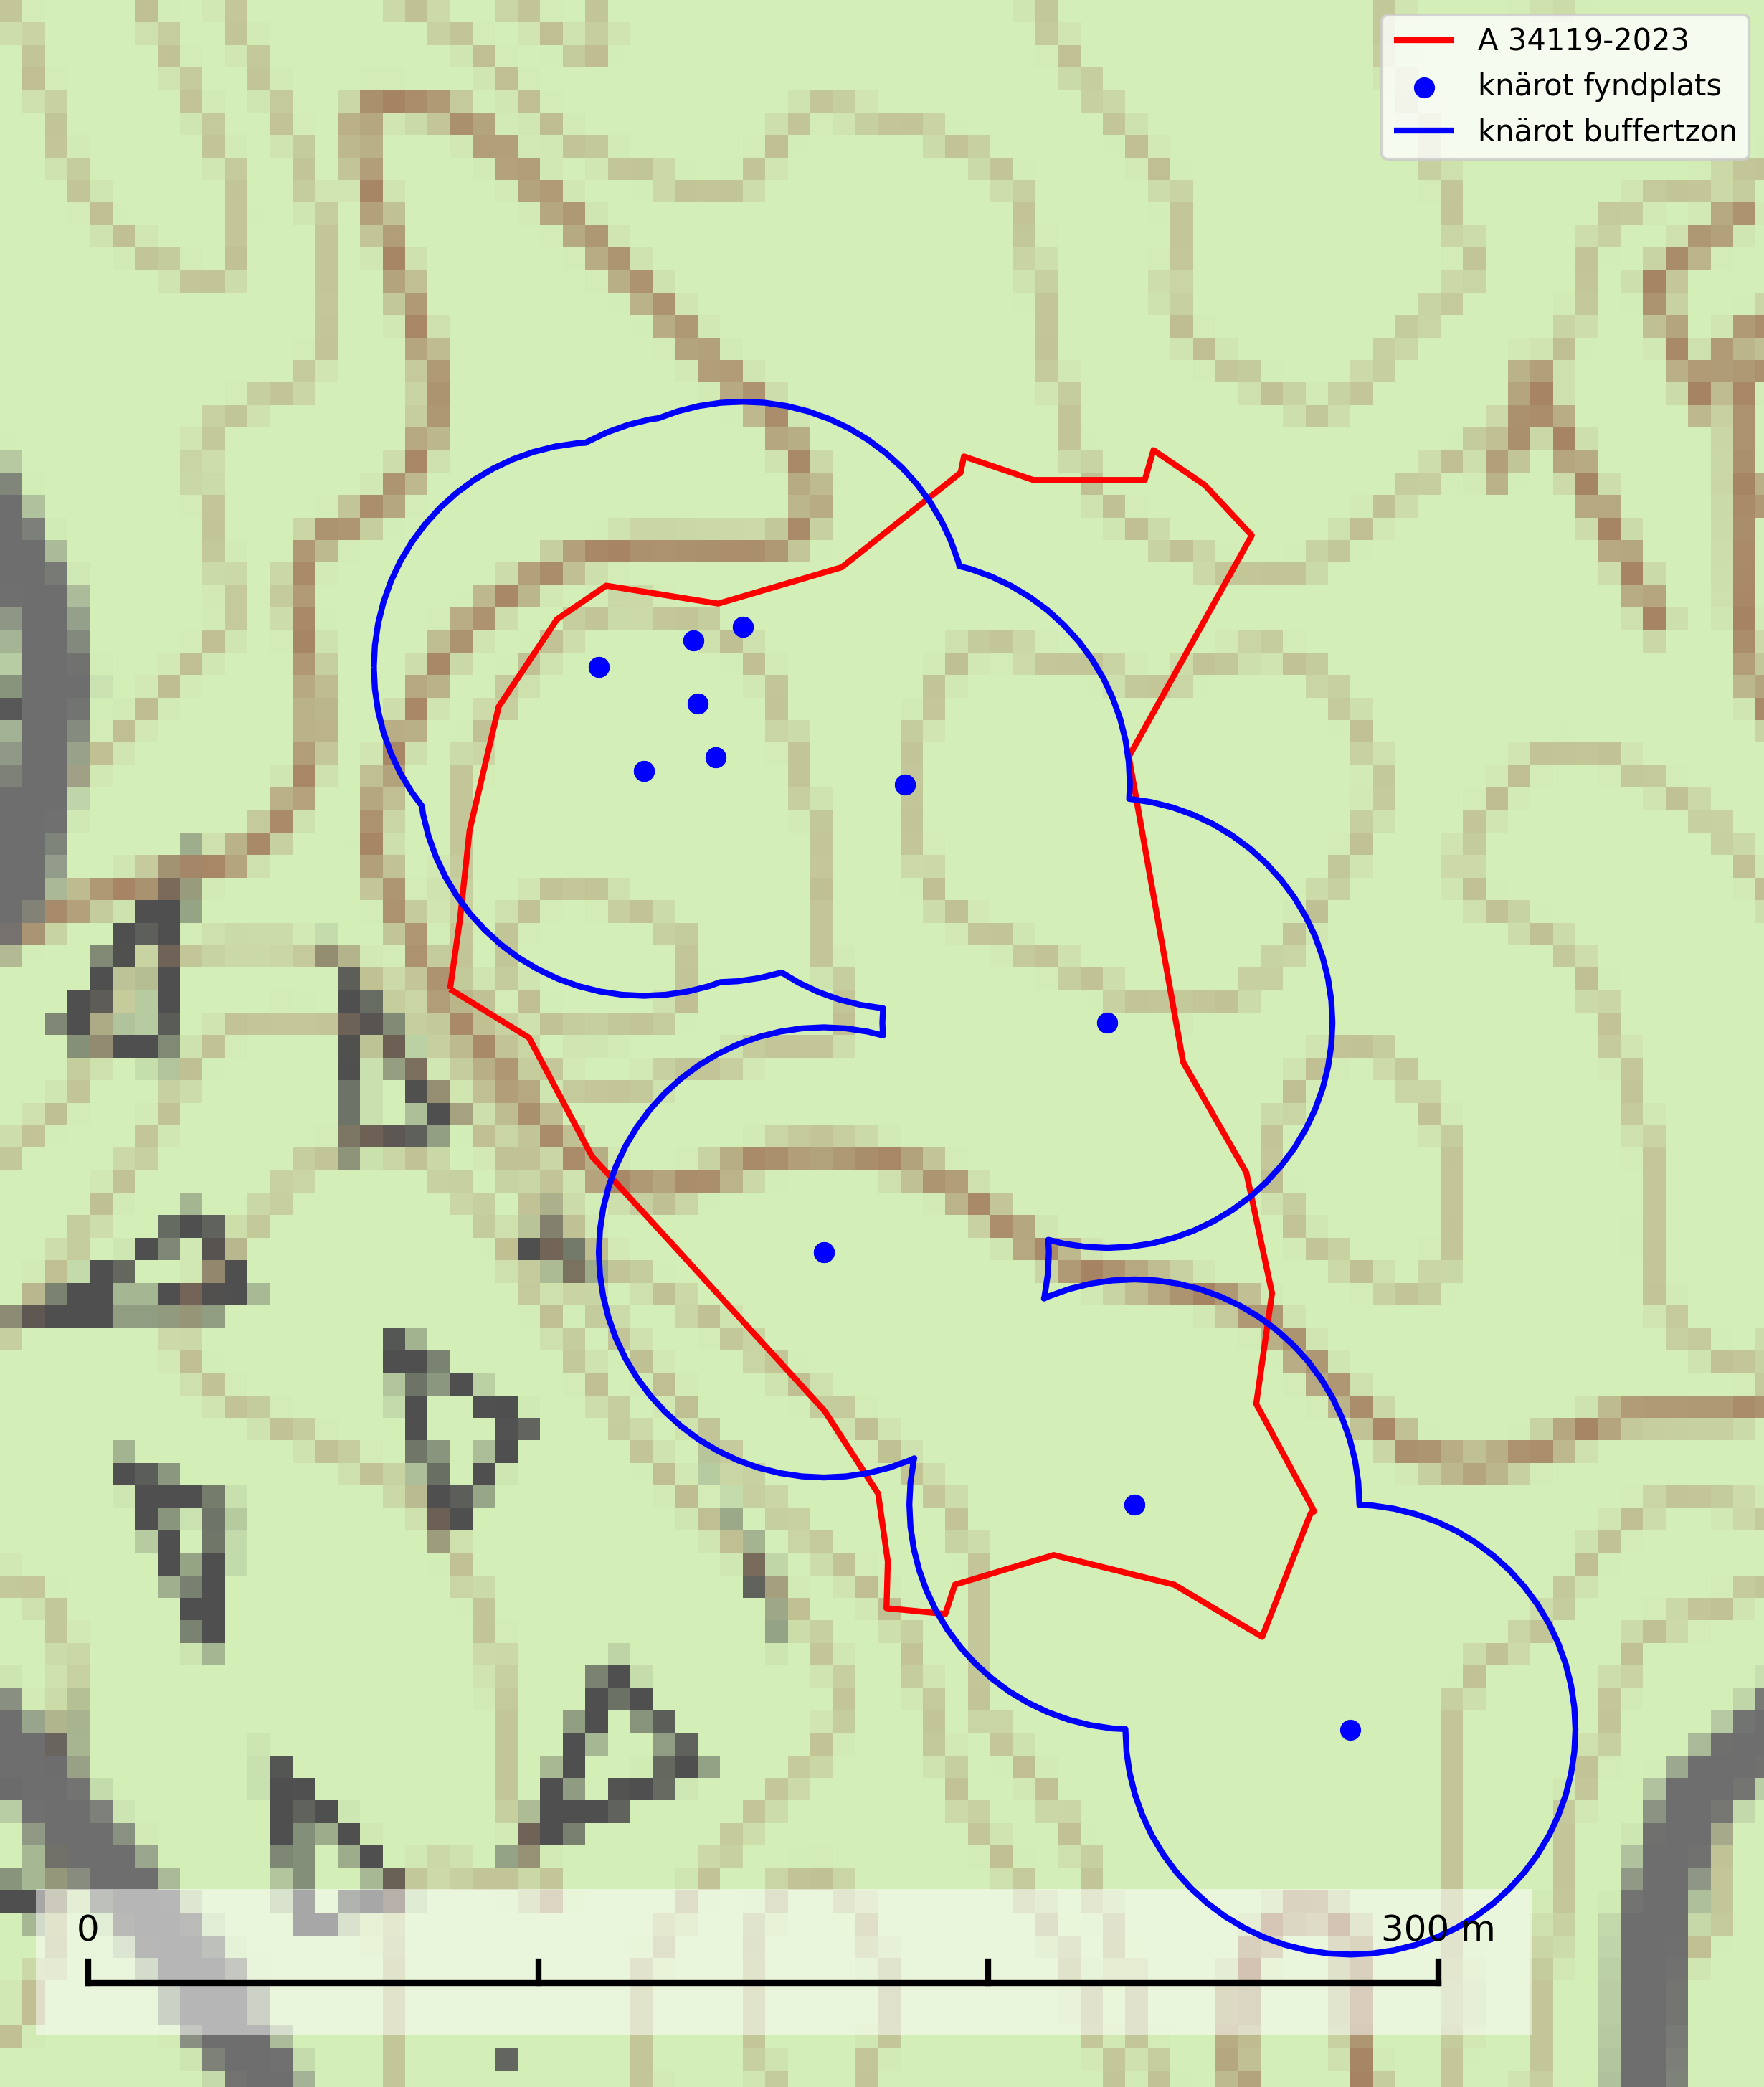 A 34119-2023
knärot fyndplats
knärot buffertzon
0
300 m